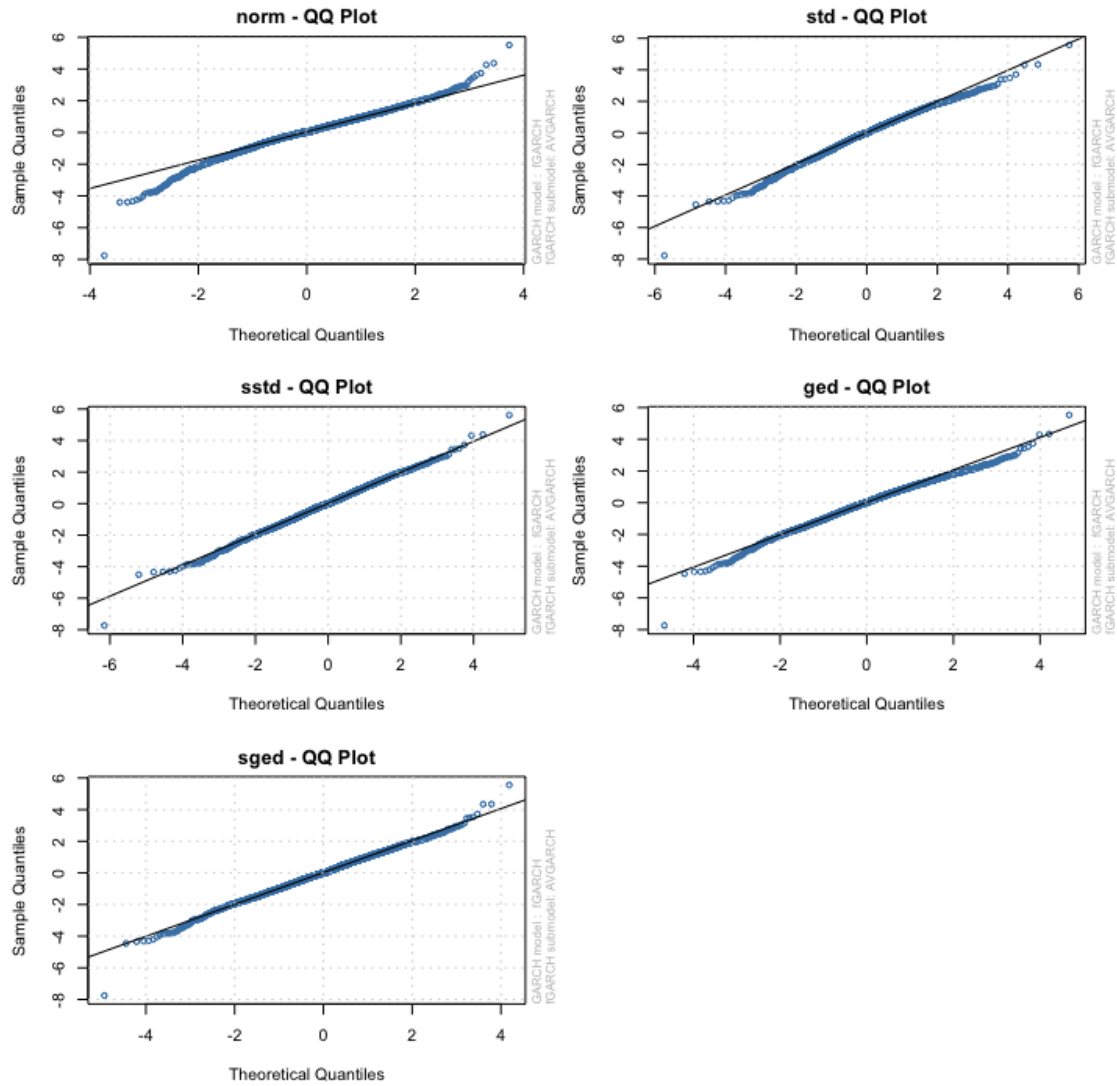 norm - QQ Plot
Sample Quantiles
6
4
2
0
-2
-4
-6
-8
-4
-2
0
2
4
Theoretical Quantiles
GARCH model : fGARCH
fGARCH submodel: AVGARCH
std - QQ Plot
Sample Quantiles
6
4
2
0
-2
-4
-6
-8
-6
-4
-2
0
2
4
6
Theoretical Quantiles
GARCH model : fGARCH
fGARCH submodel: AVGARCH
sstd - QQ Plot
Sample Quantiles
6
4
2
0
-2
-4
-6
-8
-6
-4
-2
0
2
4
Theoretical Quantiles
GARCH model : fGARCH
fGARCH submodel: AVGARCH
ged - QQ Plot
Sample Quantiles
6
4
2
0
-2
-4
-6
-8
-4
-2
0
2
4
Theoretical Quantiles
GARCH model : fGARCH
fGARCH submodel: AVGARCH
sged - QQ Plot
Sample Quantiles
6
4
2
0
-2
-4
-6
-8
-4
-2
0
2
4
Theoretical Quantiles
GARCH model : fGARCH
fGARCH submodel: AVGARCH